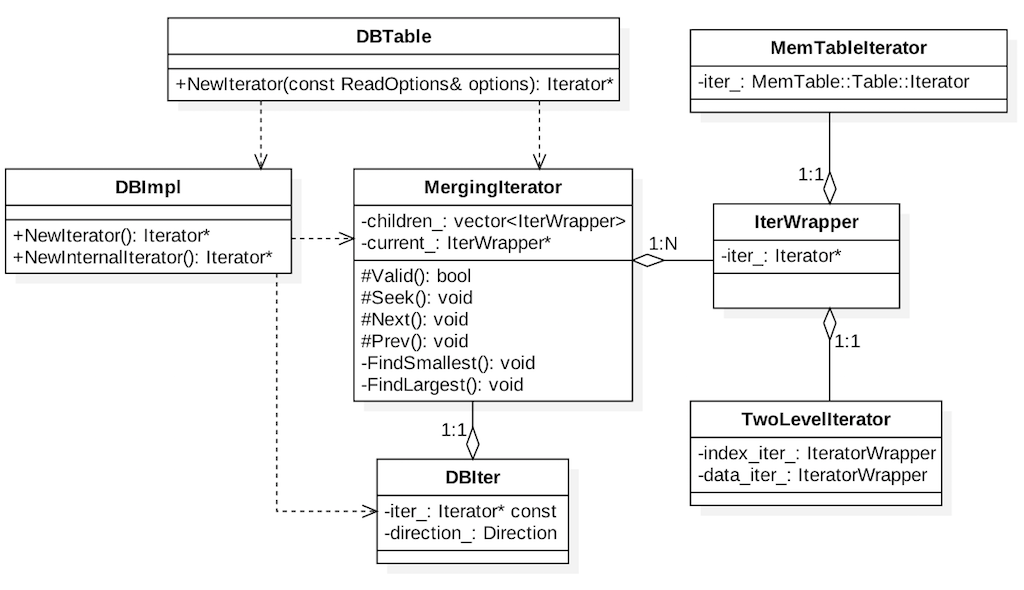 DBTable
+NewIterator(const ReadOptions& options): Iterator*
MemTableIterator
-iter_: MemTable::Table::Iterator
DBImpl
+NewIterator(): Iterator*
+NewInternalIterator(): Iterator*
MergingIterator
-children_: vector<IterWrapper>
-current_: IterWrapper*
#Valid(): bool
#Seek(): void
#Next(): void
#Prev(): void
-FindSmallest(): void
-FindLargest(): void
1:N
1:1
IterWrapper
-iter_: Iterator*
1:1
1:1
DBIter
-iter_: Iterator* const
-direction_: Direction
TwoLevelIterator
-index_iter_: IteratorWrapper
-data_iter_: IteratorWrapper